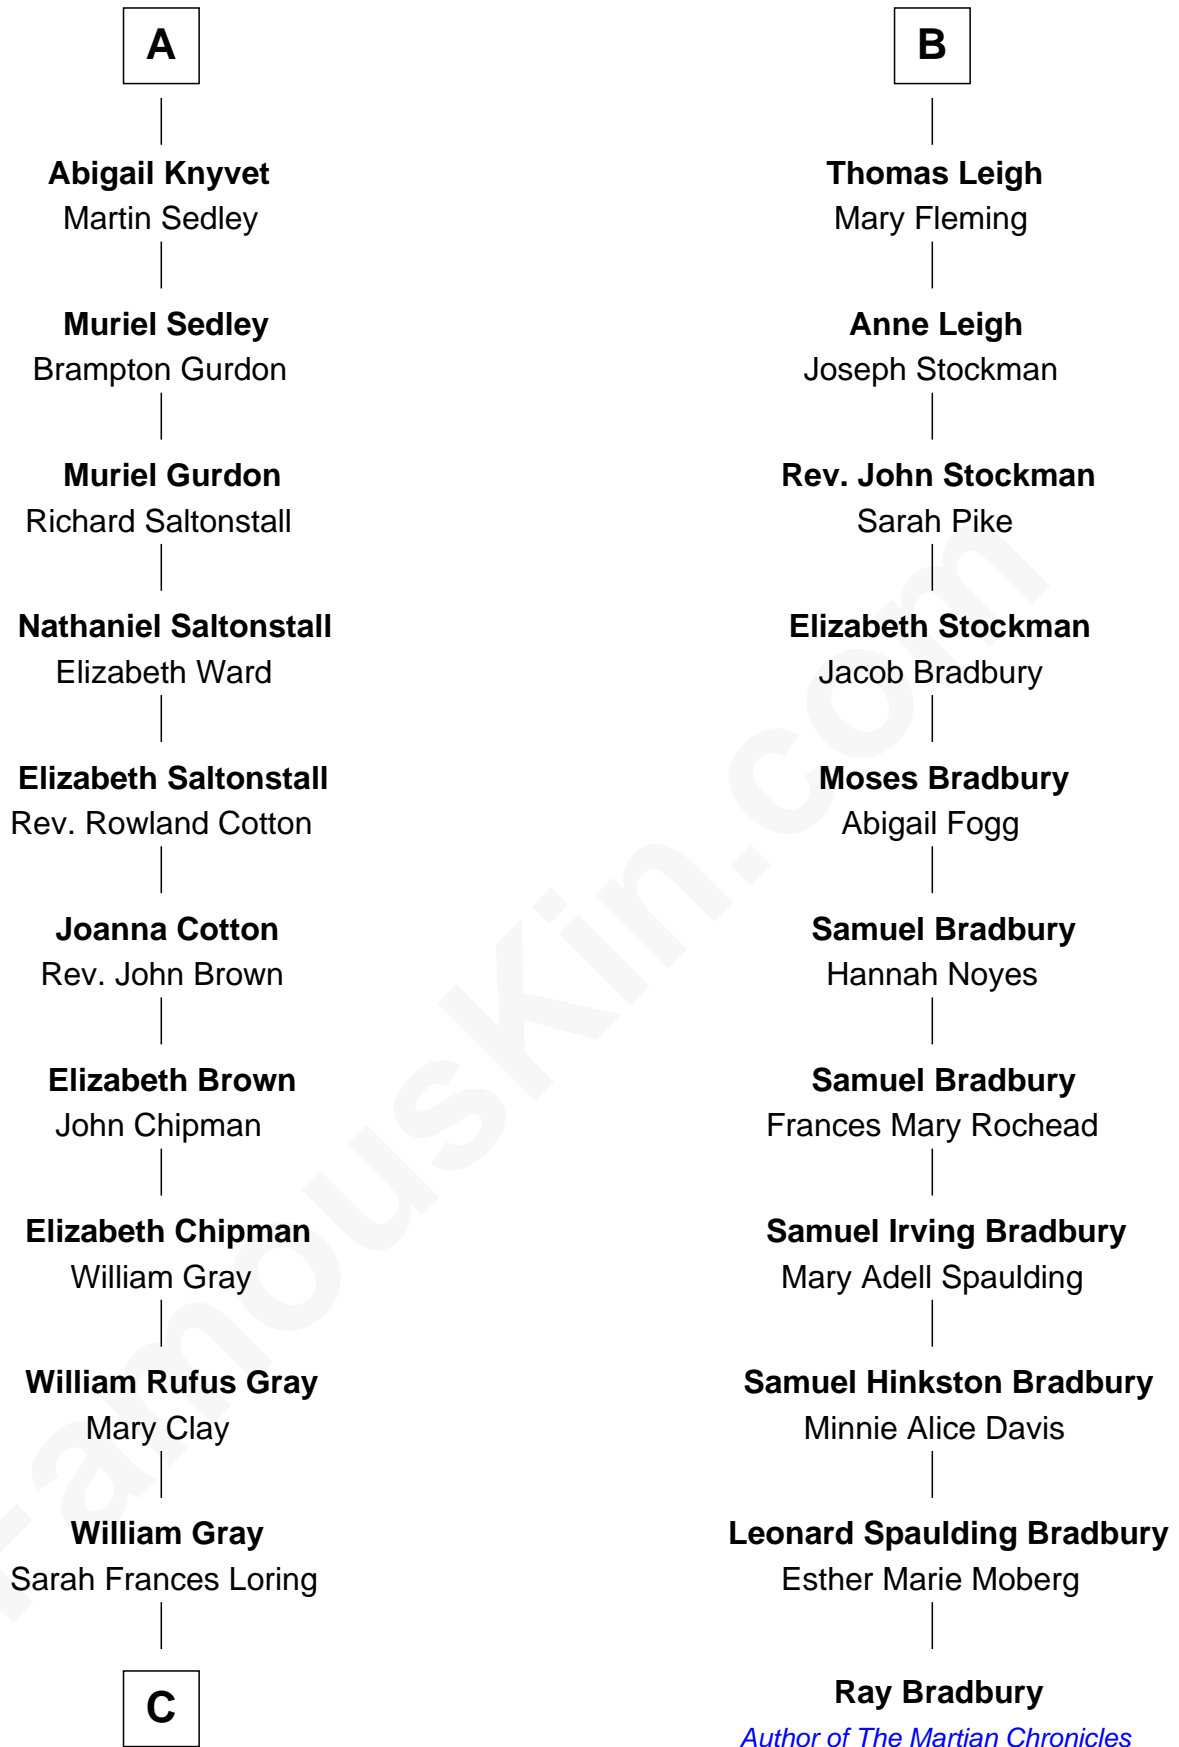 A
Abigail Knyvet
Martin Sedley
Muriel Sedley
Brampton Gurdon
Muriel Gurdon
Richard Saltonstall
Nathaniel Saltonstall
Elizabeth Ward
Elizabeth Saltonstall
Rev. Rowland Cotton
Joanna Cotton
Rev. John Brown
Elizabeth Brown
John Chipman
Elizabeth Chipman
William Gray
William Rufus Gray
Mary Clay
William Gray
Sarah Frances Loring
C
B
Thomas Leigh
Mary Fleming
Anne Leigh
Joseph Stockman
Rev. John Stockman
Sarah Pike
Elizabeth Stockman
Jacob Bradbury
Moses Bradbury
Abigail Fogg
Samuel Bradbury
Hannah Noyes
Samuel Bradbury
Frances Mary Rochead
Samuel Irving Bradbury
Mary Adell Spaulding
Samuel Hinkston Bradbury
Minnie Alice Davis
Leonard Spaulding Bradbury
Esther Marie Moberg
Ray Bradbury
Author of The Martian Chronicles
FamousKin.com